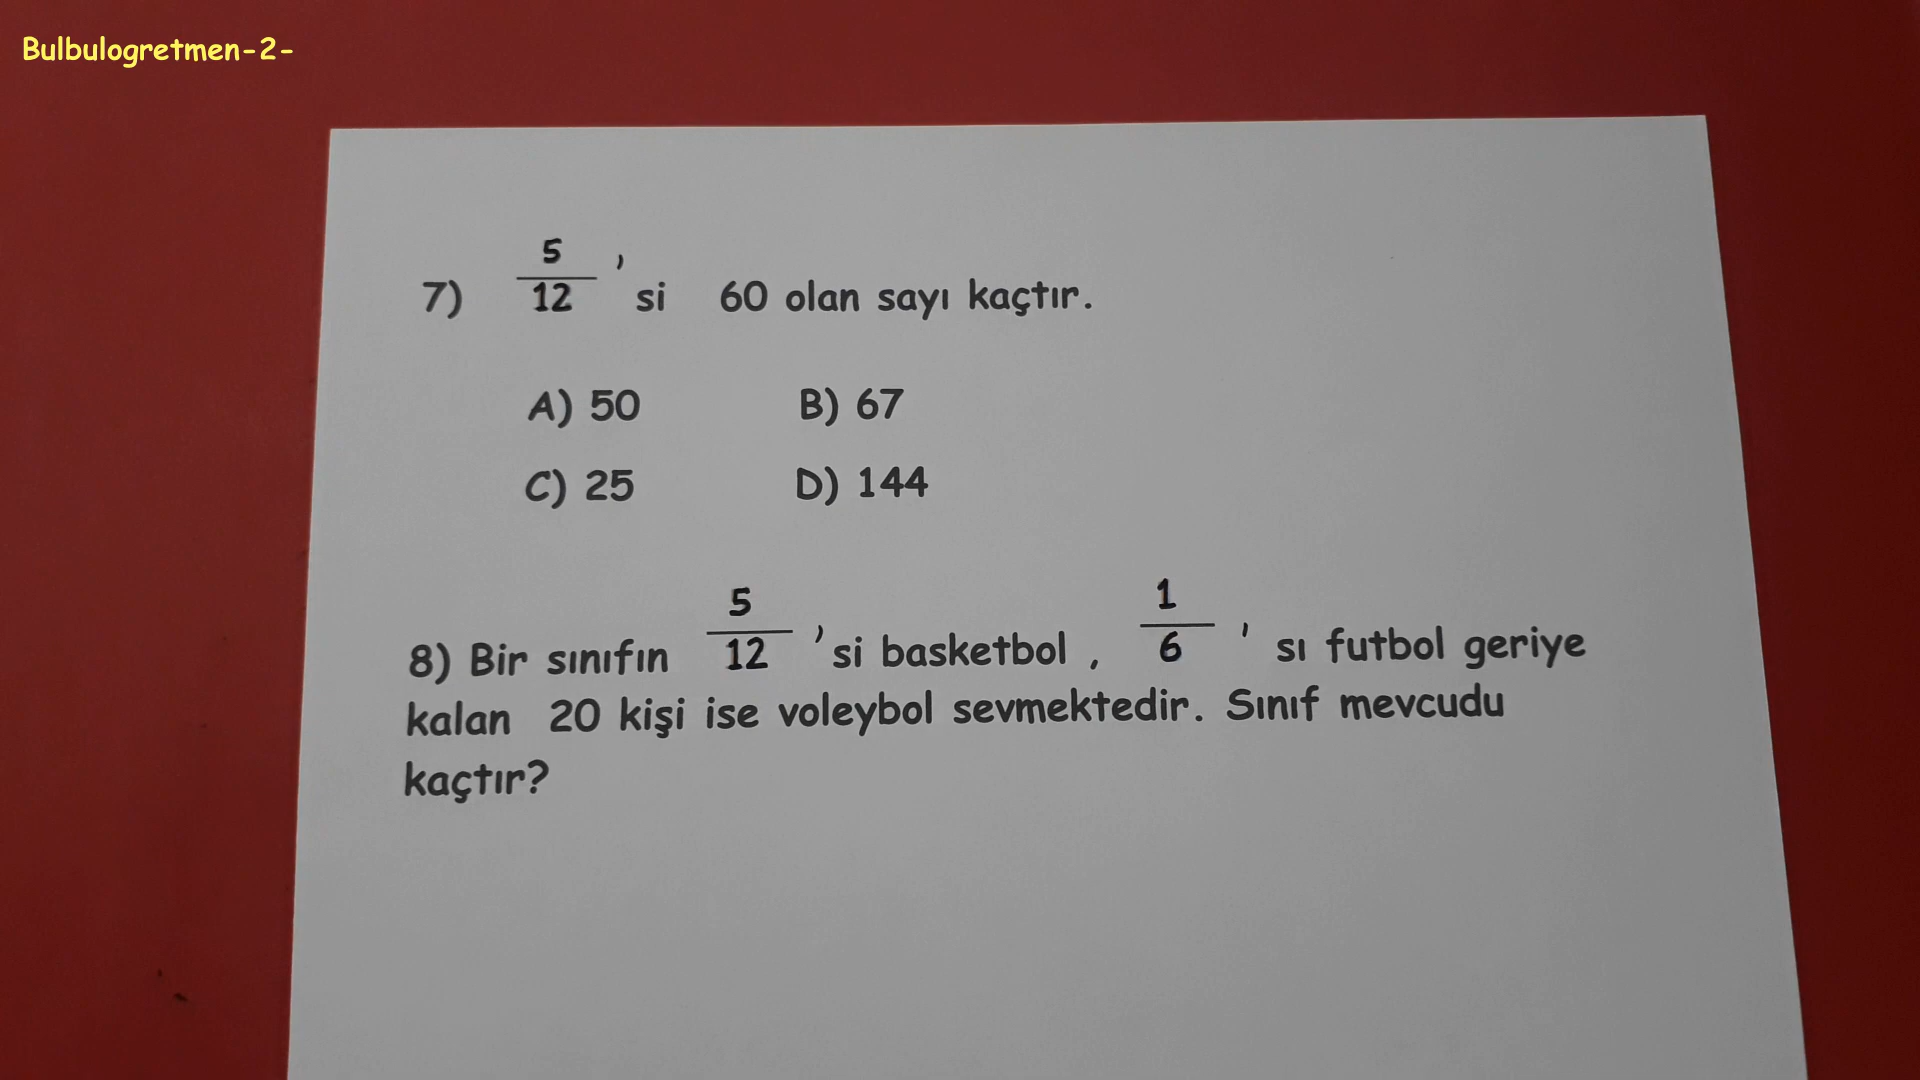 Bulbulogretmen-2-
7) 5/12 'si 60 olan sayı kaçtır.
A) 50 B) 67
C) 25 D) 144
8) Bir sınıfın 5/12 'si basketbol , 1/6 ' sı futbol geriye
kalan 20 kişi ise voleybol sevmektedir. Sınıf mevcudu
kaçtır?